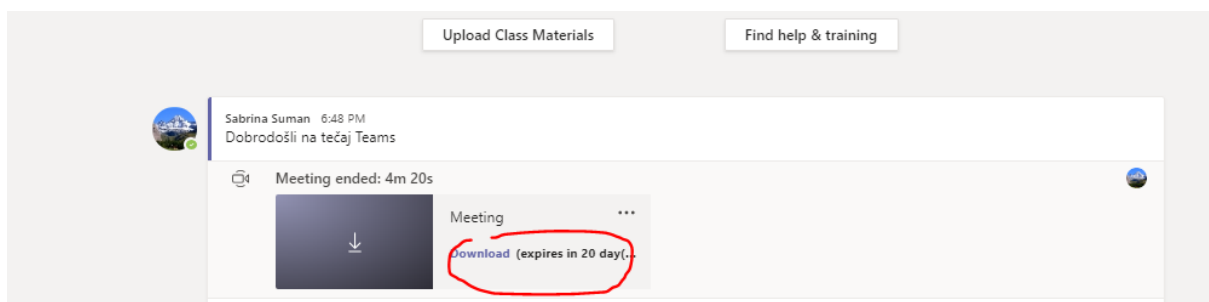 Upload Class Materials
Find help & training
Sabrina Suman 6:48 PM
Dobrodošli na tečaj Teams
Meeting ended: 4m 20s
Meeting
Download (expires in 20 day(...